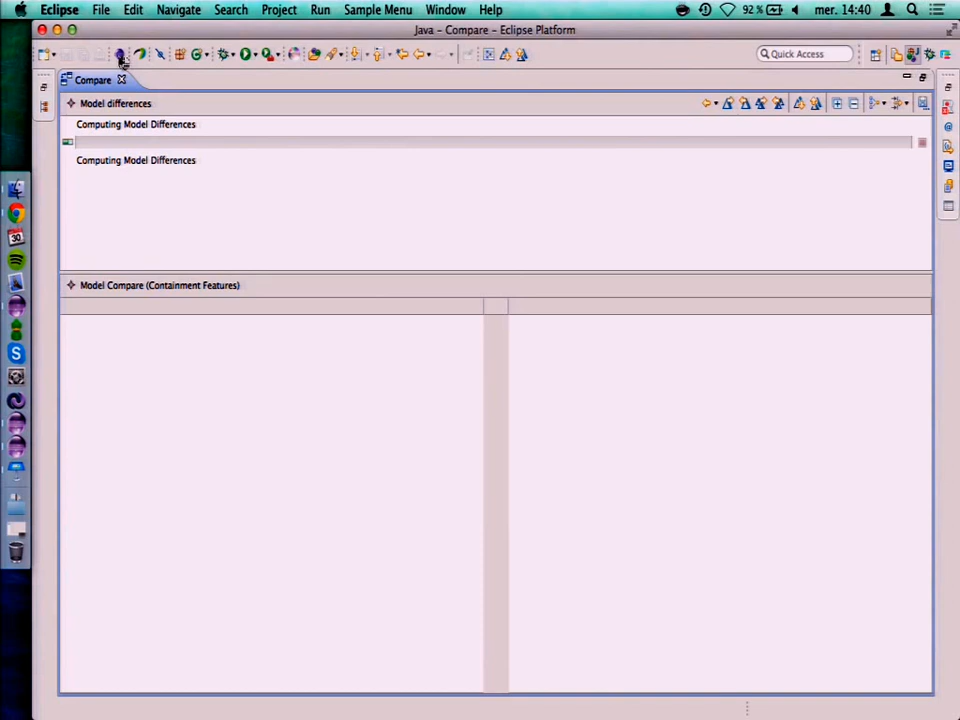 Eclipse File Edit Navigate Search Project Run Sample Menu Window Help 92 % mer. 14:40
Java – Compare – Eclipse Platform
Quick Access
Compare
Model differences
Computing Model Differences
Computing Model Differences
Model Compare (Containment Features)
30